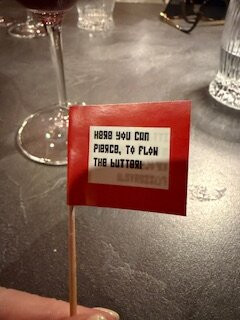 HERE YOU CAN
PIERCE, TO FLOW
THE BUTTER!